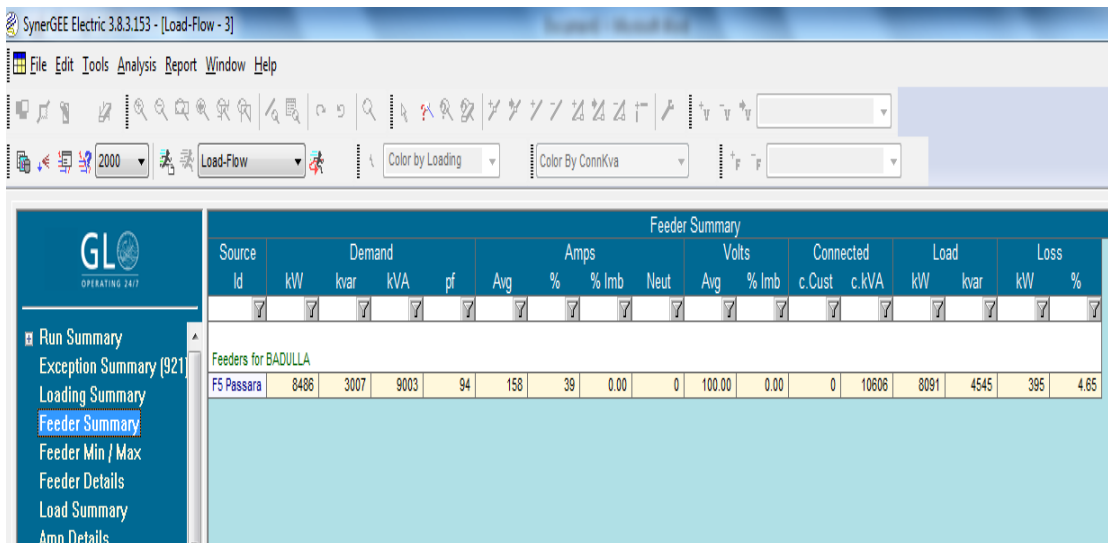 SynerGEE Electric 3.8.3.153 - [Load-Flow - 3]
File Edit Tools Analysis Report Window Help
2000 Load-Flow Color by Loading Color By ConnKva
GL
OPERATING 24/7
Run Summary
Exception Summary (921)
Loading Summary
Feeder Summary
Feeder Min / Max
Feeder Details
Load Summary
Amp Details
Feeder Summary
Source Demand Amps Volts Connected Load Loss
Id kW kvar kVA pf Avg % % Imb Neut Avg % Imb c.Cust c.kVA kW kvar kW %
Feeders for BADULLA
F5 Passara 8486 3007 9003 94 158 39 0.00 0 100.00 0.00 0 10606 8091 4545 395 4.65